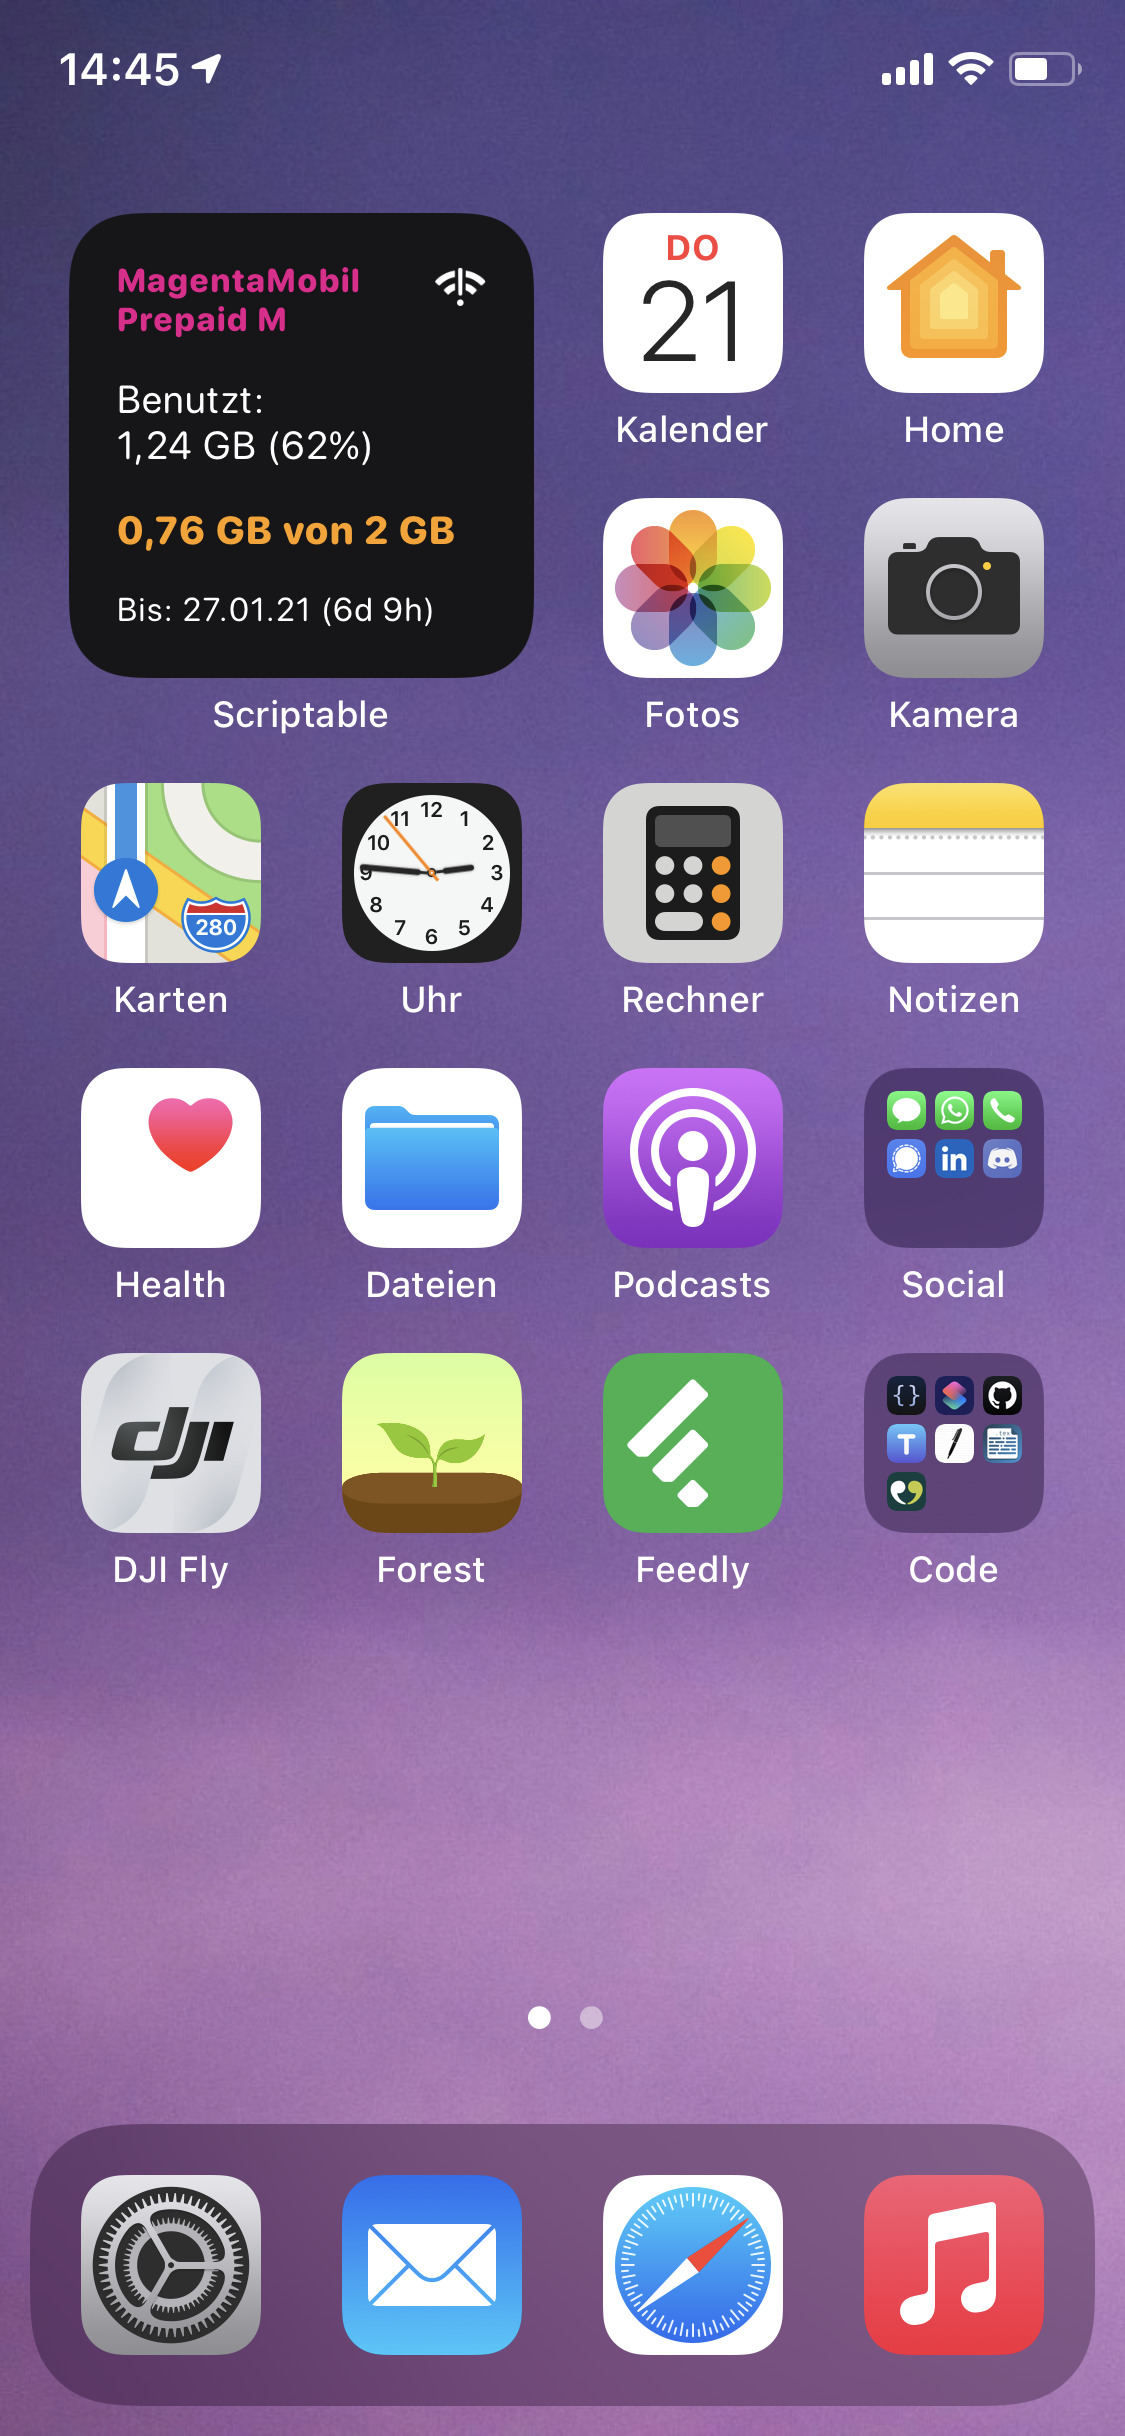 14:45
MagentaMobil
Prepaid M
Benutzt:
1,24 GB (62%)
0,76 GB von 2 GB
Bis: 27.01.21 (6d 9h)
Scriptable
DO
21
Kalender
Home
Fotos
Kamera
280
Karten
12
1
2
3
4
5
6
7
8
9
10
11
Uhr
Rechner
Notizen
Health
Dateien
Podcasts
in
Social
dji
DJI Fly
Forest
Feedly
{}
T
.tex
Code